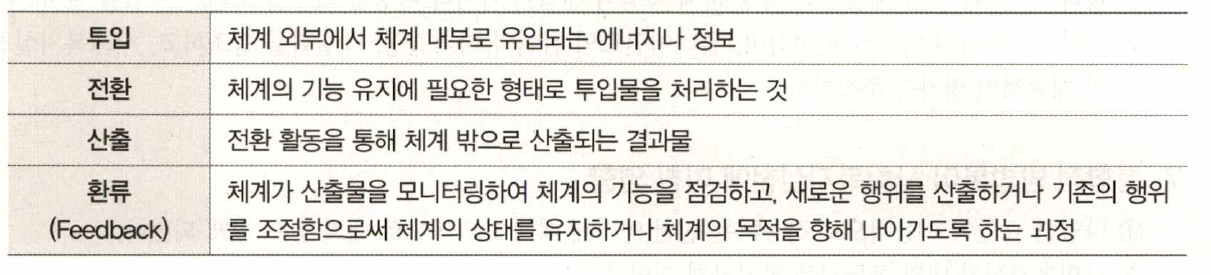 투입 체계 외부에서 체계 내부로 유입되는 에너지나 정보
전환 체계의 기능 유지에 필요한 형태로 투입물을 처리하는 것
산출 전환 활동을 통해 체계 밖으로 산출되는 결과물
환류 체계가 산출물을 모니터링하여 체계의 기능을 점검하고, 새로운 행위를 산출하거나 기존의 행위
(Feedback) 를 조절함으로써 체계의 상태를 유지하거나 체계의 목적을 향해 나아가도록 하는 과정